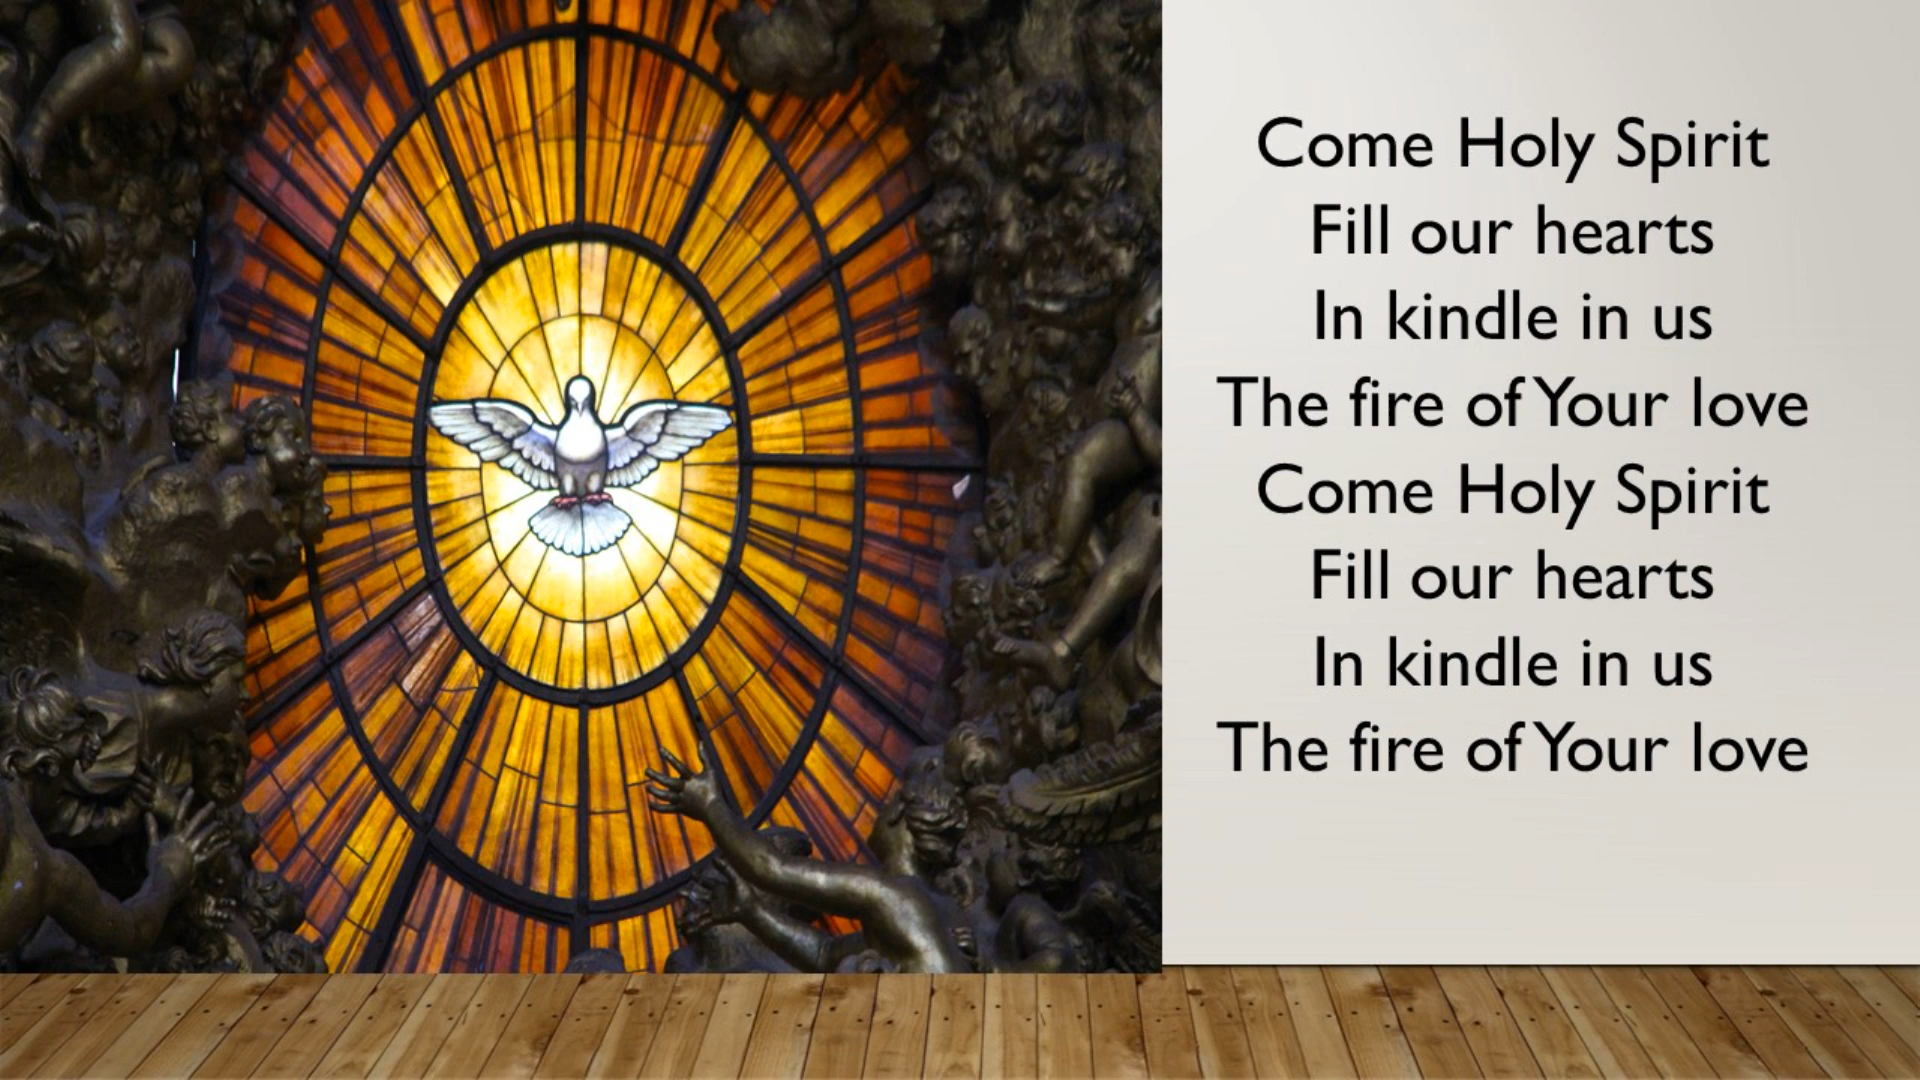 Come Holy Spirit
Fill our hearts
In kindle in us
The fire of Your love
Come Holy Spirit
Fill our hearts
In kindle in us
The fire of Your love